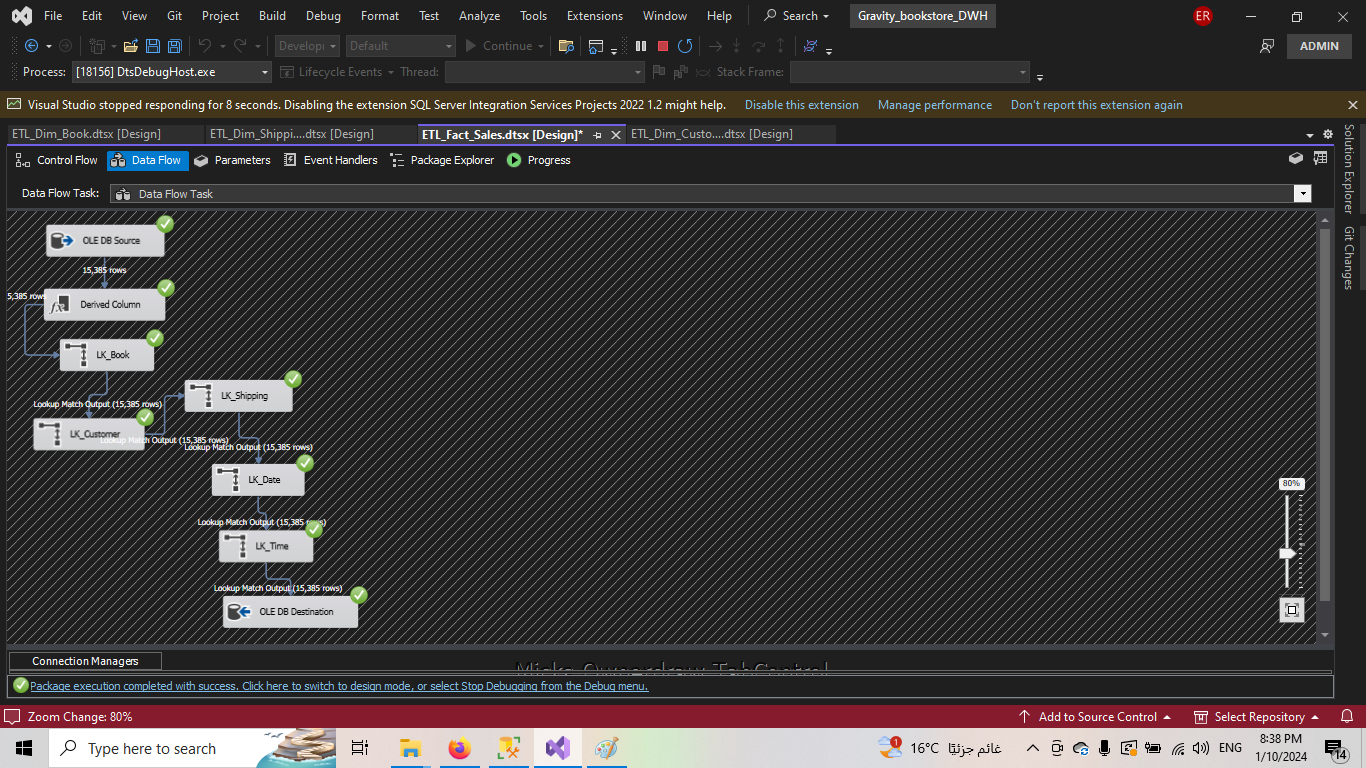 File Edit View Git Project Build Debug Format Test Analyze Tools Extensions Window Help Search Gravity_bookstore_DWH ER
Develop Default Continue ADMIN
Process: [18156] DtsDebugHost.exe Lifecycle Events Thread: Stack Frame:
Visual Studio stopped responding for 8 seconds. Disabling the extension SQL Server Integration Services Projects 2022 1.2 might help. Disable this extension Manage performance Don't report this extension again
ETL_Dim_Book.dtsx [Design] ETL_Dim_Shippi....dtsx [Design] ETL_Fact_Sales.dtsx [Design]* ETL_Dim_Custo....dtsx [Design]
Control Flow Data Flow Parameters Event Handlers Package Explorer Progress
Data Flow Task: Data Flow Task
Solution Explorer
Git Changes
OLE DB Source
15,385 rows
5,385 rows
Derived Column
LK_Book
Lookup Match Output (15,385 rows)
LK_Customer
Lookup Match Output (15,385 rows)
LK_Shipping
Lookup Match Output (15,385 rows)
LK_Date
Lookup Match Output (15,385 rows)
LK_Time
Lookup Match Output (15,385 rows)
OLE DB Destination
80%
Connection Managers
Package execution completed with success. Click here to switch to design mode, or select Stop Debugging from the Debug menu.
Zoom Change: 80% Add to Source Control Select Repository
Type here to search 1 16°C غائم جزئيًا ENG 8:38 PM
1/10/2024 14